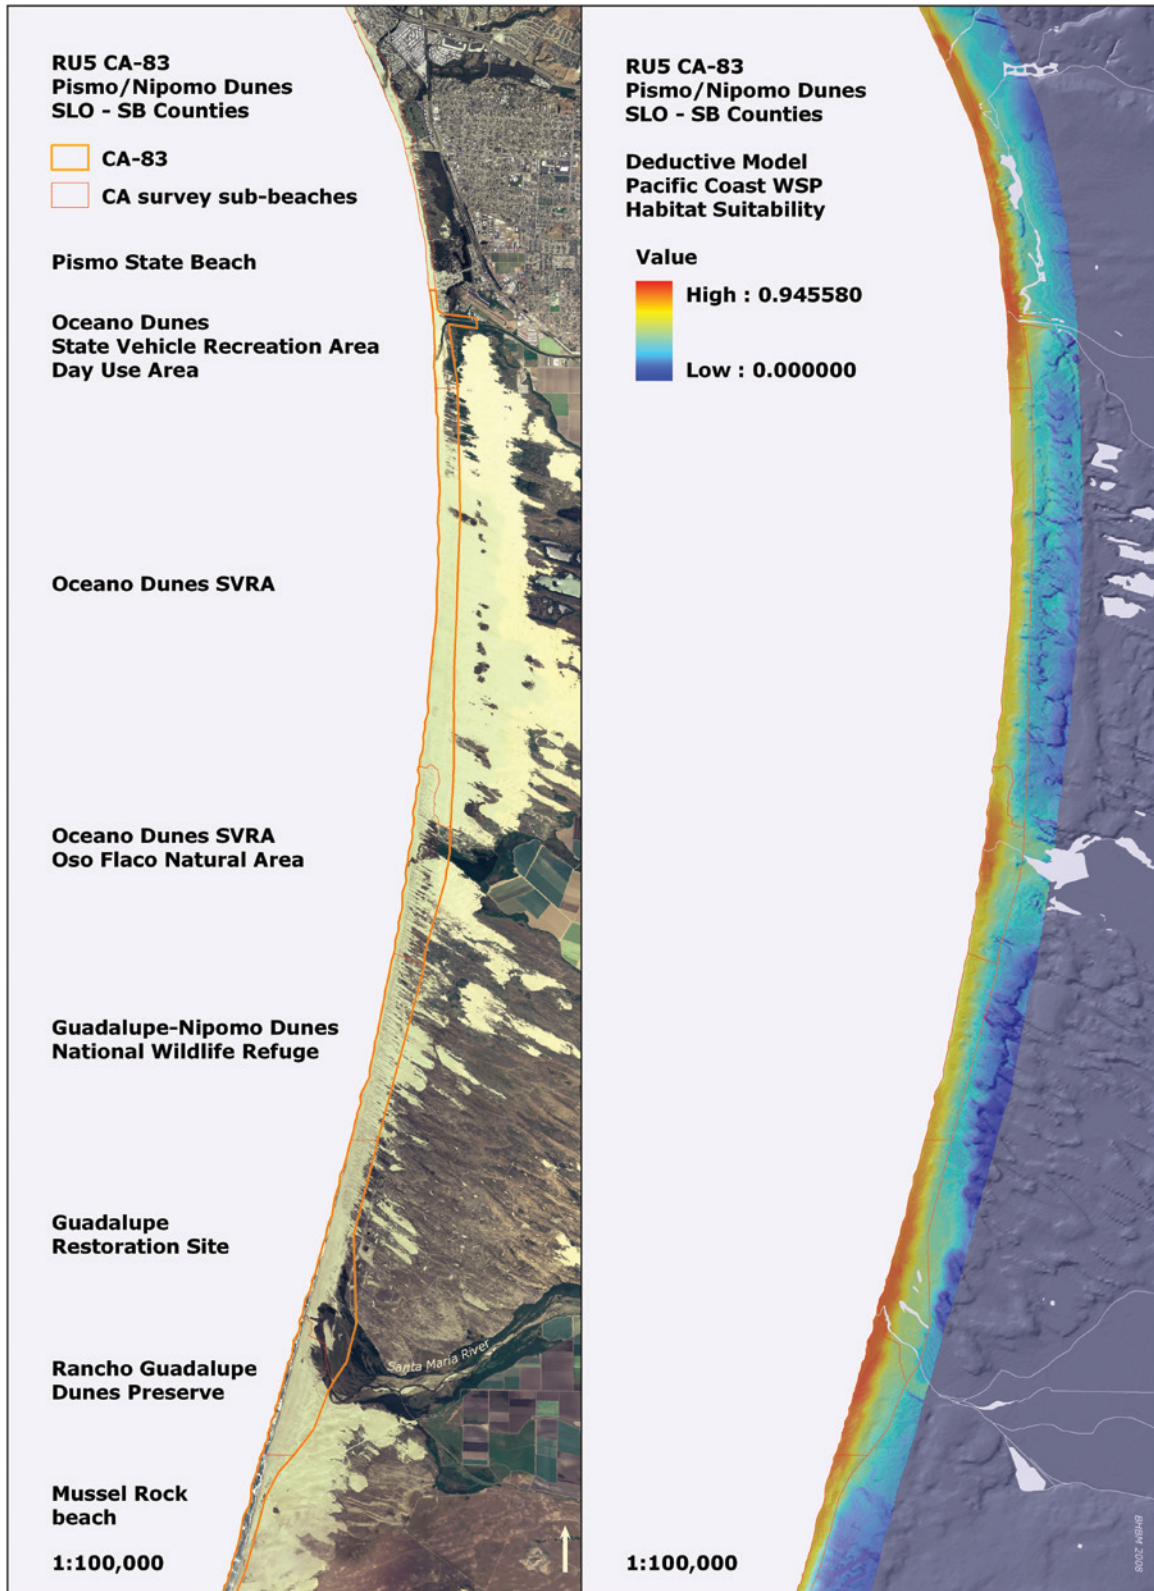 RU5 CA-83
Pismo/Nipomo Dunes
SLO - SB Counties
CA-83
CA survey sub-beaches
Pismo State Beach
Oceano Dunes
State Vehicle Recreation Area
Day Use Area
Oceano Dunes SVRA
Oceano Dunes SVRA
Oso Flaco Natural Area
Guadalupe-Nipomo Dunes
National Wildlife Refuge
Guadalupe
Restoration Site
Santa Maria River
Rancho Guadalupe
Dunes Preserve
Mussel Rock
beach
1:100,000
RU5 CA-83
Pismo/Nipomo Dunes
SLO - SB Counties
Deductive Model
Pacific Coast WSP
Habitat Suitability
Value
High : 0.945580
Low : 0.000000
1:100,000
BHBM 2008